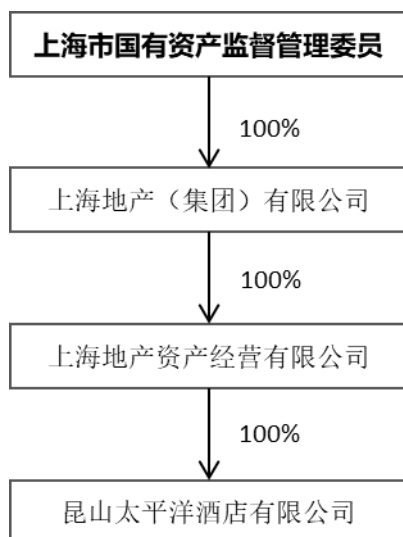 上海市国有资产监督管理委员
100%
上海地产（集团）有限公司
100%
上海地产资产经营有限公司
100%
昆山太平洋酒店有限公司